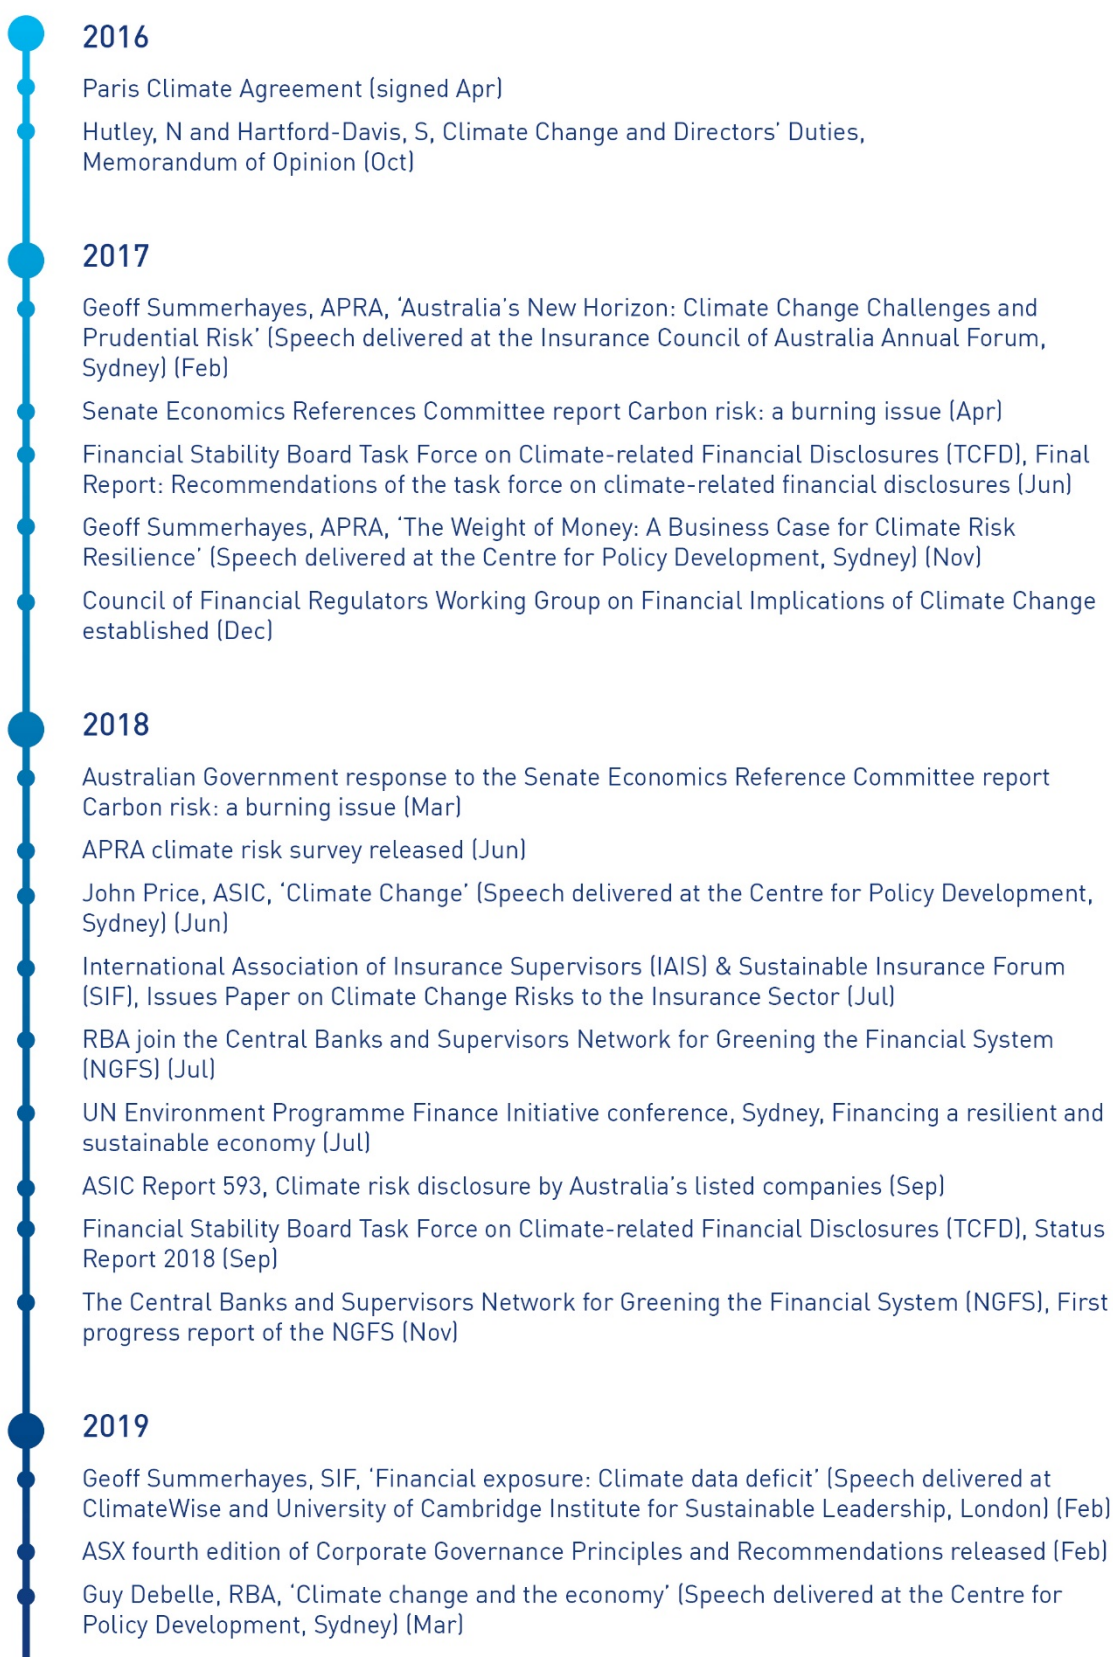 2016
Paris Climate Agreement (signed Apr)
Hutley, N and Hartford-Davis, S, Climate Change and Directors’ Duties,
Memorandum of Opinion (Oct)
2017
Geoff Summerhayes, APRA, ‘Australia’s New Horizon: Climate Change Challenges and
Prudential Risk’ (Speech delivered at the Insurance Council of Australia Annual Forum,
Sydney) (Feb)
Senate Economics References Committee report Carbon risk: a burning issue (Apr)
Financial Stability Board Task Force on Climate-related Financial Disclosures (TCFD), Final
Report: Recommendations of the task force on climate-related financial disclosures (Jun)
Geoff Summerhayes, APRA, ‘The Weight of Money: A Business Case for Climate Risk
Resilience’ (Speech delivered at the Centre for Policy Development, Sydney) (Nov)
Council of Financial Regulators Working Group on Financial Implications of Climate Change
established (Dec)
2018
Australian Government response to the Senate Economics Reference Committee report
Carbon risk: a burning issue (Mar)
APRA climate risk survey released (Jun)
John Price, ASIC, ‘Climate Change’ (Speech delivered at the Centre for Policy Development,
Sydney) (Jun)
International Association of Insurance Supervisors (IAIS) & Sustainable Insurance Forum
(SIF), Issues Paper on Climate Change Risks to the Insurance Sector (Jul)
RBA join the Central Banks and Supervisors Network for Greening the Financial System
(NGFS) (Jul)
UN Environment Programme Finance Initiative conference, Sydney, Financing a resilient and
sustainable economy (Jul)
ASIC Report 593, Climate risk disclosure by Australia’s listed companies (Sep)
Financial Stability Board Task Force on Climate-related Financial Disclosures (TCFD), Status
Report 2018 (Sep)
The Central Banks and Supervisors Network for Greening the Financial System (NGFS), First
progress report of the NGFS (Nov)
2019
Geoff Summerhayes, SIF, ‘Financial exposure: Climate data deficit’ (Speech delivered at
ClimateWise and University of Cambridge Institute for Sustainable Leadership, London) (Feb)
ASX fourth edition of Corporate Governance Principles and Recommendations released (Feb)
Guy Debelle, RBA, ‘Climate change and the economy’ (Speech delivered at the Centre for
Policy Development, Sydney) (Mar)